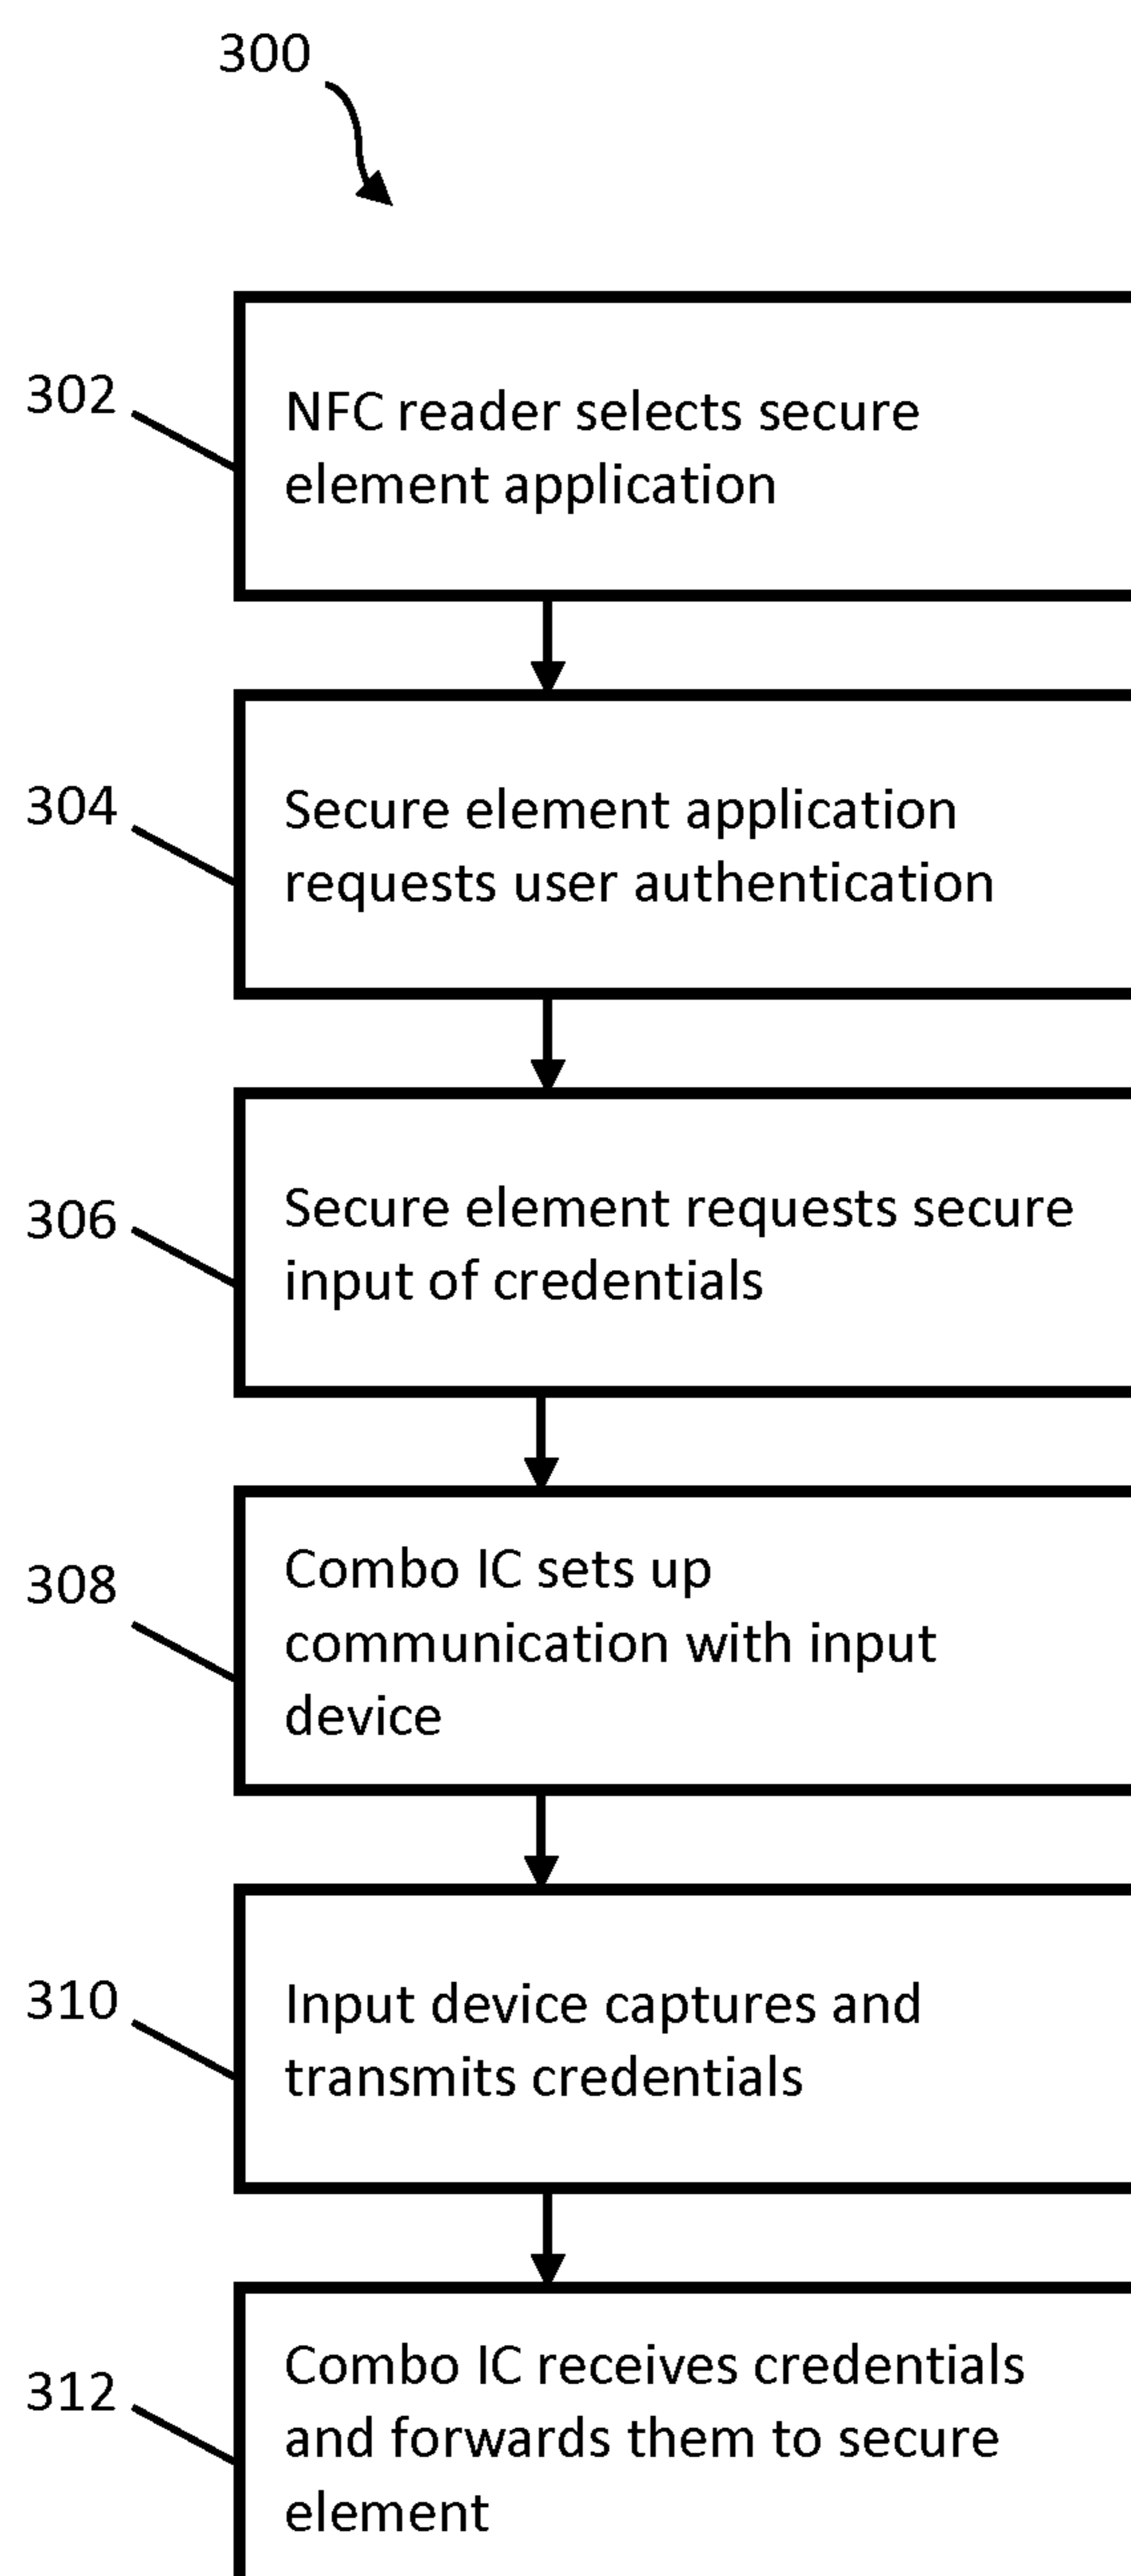 300
302
NFC reader selects secure
element application
304
Secure element application
requests user authentication
306
Secure element requests secure
input of credentials
308
Combo IC sets up
communication with input
device
310
Input device captures and
transmits credentials
312
Combo IC receives credentials
and forwards them to secure
element